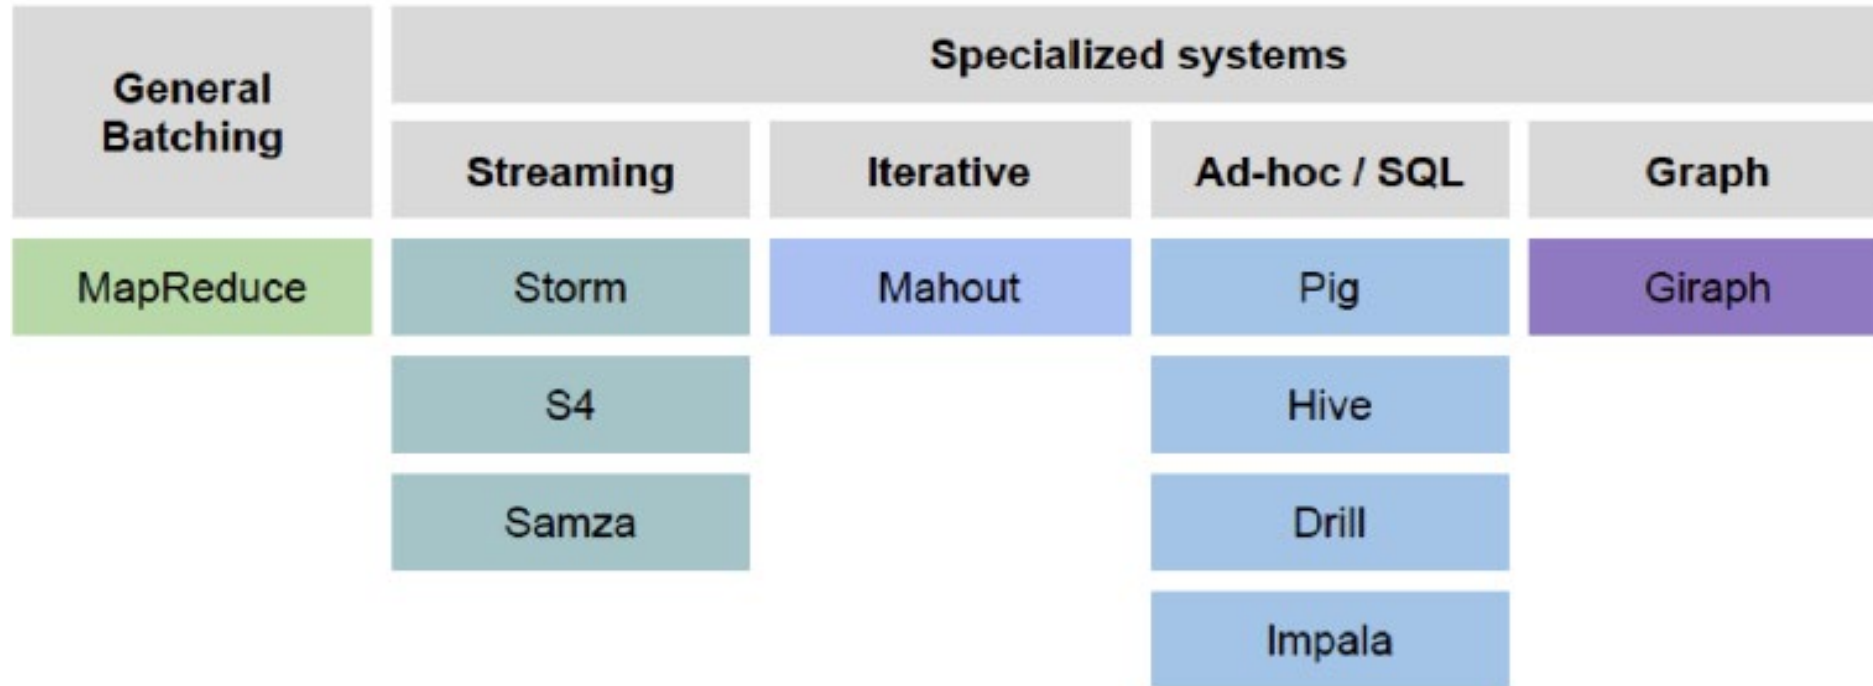 General
Batching
Specialized systems
Streaming
Iterative
Ad-hoc / SQL
Graph
MapReduce
Storm
Mahout
Pig
Giraph
S4
Hive
Samza
Drill
Impala